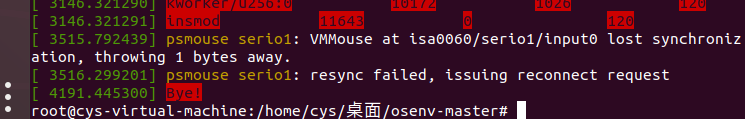 [ 3146.321290] kworker/u256:0 10172 1026 120
[ 3146.321291] insmod 11643 0 120
[ 3515.792439] psmouse serio1: VMMouse at isa0060/serio1/input0 lost synchroniz
ation, throwing 1 bytes away.
[ 3516.299201] psmouse serio1: resync failed, issuing reconnect request
[ 4191.445300] Bye!
root@cys-virtual-machine:/home/cys/桌面/osenv-master#